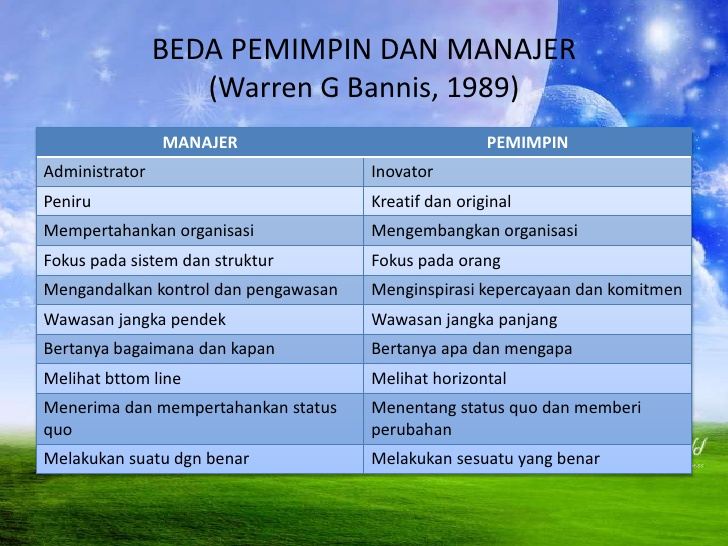 BEDA PEMIMPIN DAN MANAJER
(Warren G Bannis, 1989)
MANAJER PEMIMPIN
Administrator Inovator
Peniru Kreatif dan original
Mempertahankan organisasi Mengembangkan organisasi
Fokus pada sistem dan struktur Fokus pada orang
Mengandalkan kontrol dan pengawasan Menginspirasi kepercayaan dan komitmen
Wawasan jangka pendek Wawasan jangka panjang
Bertanya bagaimana dan kapan Bertanya apa dan mengapa
Melihat bttom line Melihat horizontal
Menerima dan mempertahankan status Menentang status quo dan memberi
quo perubahan
Melakukan suatu dgn benar Melakukan sesuatu yang benar